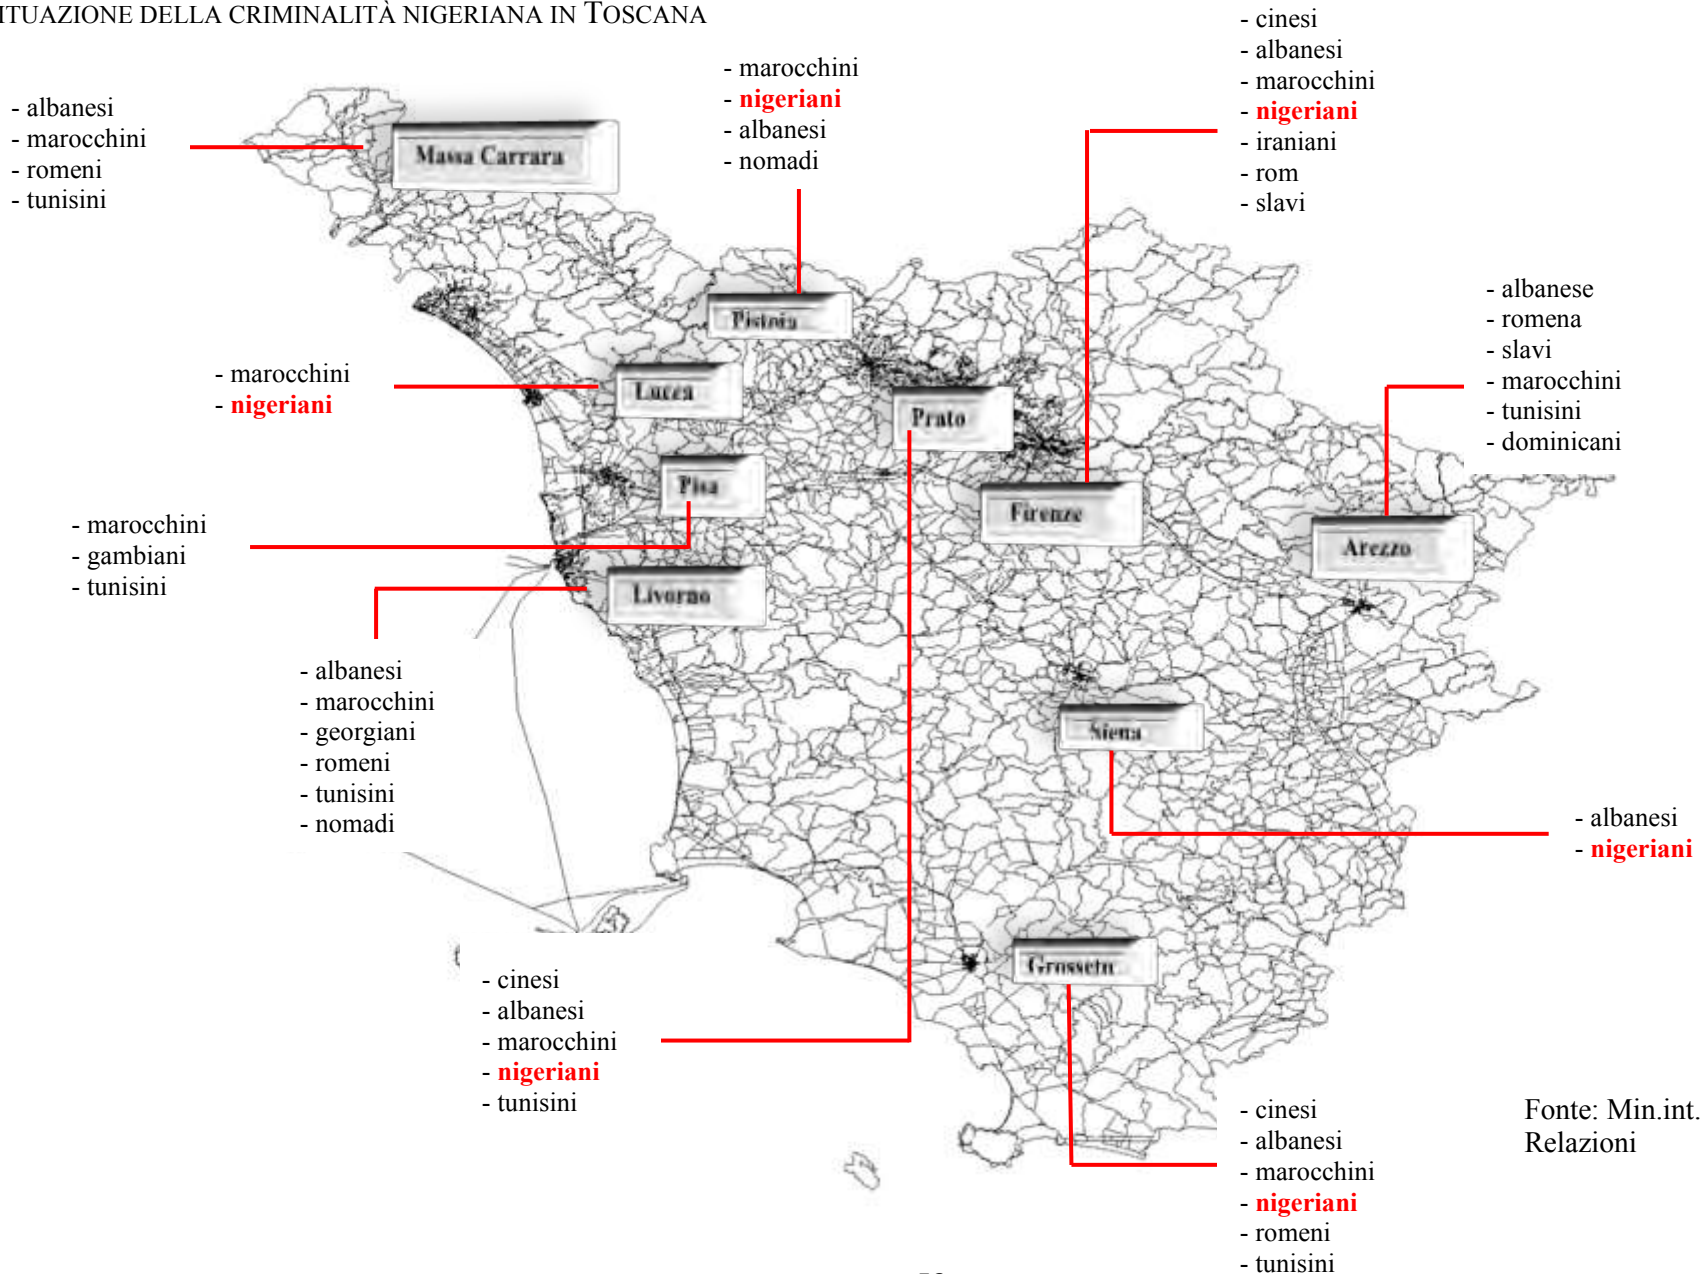 ITUAZIONE DELLA CRIMINALITÀ NIGERIANA IN TOSCANA
- albanesi
- marocchini
- romeni
- tunisini
Massa Carrara
- marocchini
- nigeriani
- albanesi
- nomadi
Pistoia
- cinesi
- albanesi
- marocchini
- nigeriani
- iraniani
- rom
- slavi
Firenze
- albanese
- romena
- slavi
- marocchini
- tunisini
- dominicani
Arezzo
- marocchini
- nigeriani
Lucca
Prato
- marocchini
- gambiani
- tunisini
Pisa
Livorno
- albanesi
- marocchini
- georgiani
- romeni
- tunisini
- nomadi
Siena
- albanesi
- nigeriani
- cinesi
- albanesi
- marocchini
- nigeriani
- tunisini
Grosseto
- cinesi
- albanesi
- marocchini
- nigeriani
- romeni
- tunisini
Fonte: Min.int.
Relazioni